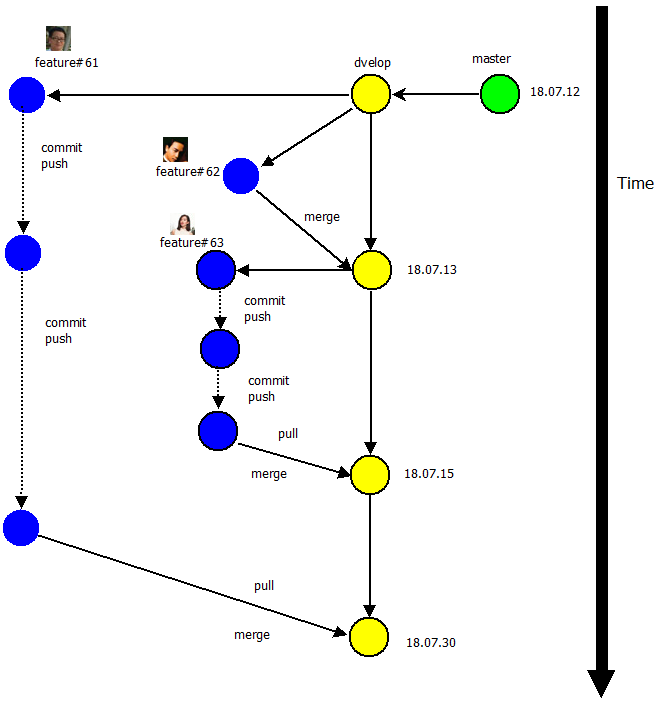 feature#61
dvelop
master
18.07.12
commit
push
feature#62
Time
merge
feature#63
18.07.13
commit
push
commit
push
commit
push
pull
merge
18.07.15
pull
merge
18.07.30